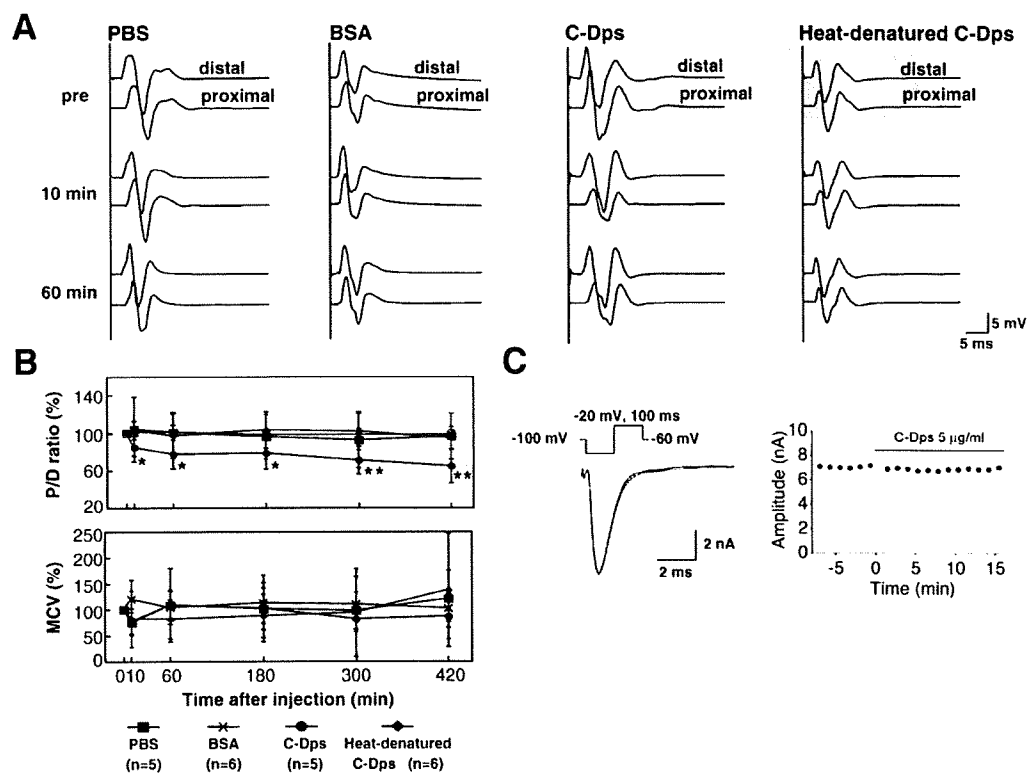 A
PBS
BSA
C-Dps
Heat-denatured C-Dps
pre
distal
proximal
distal
proximal
distal
proximal
distal
proximal
10 min
60 min
5 mV
5 ms
B
P/D ratio (%)
140
100
60
20
*
*
*
**
**
MCV (%)
250
200
150
100
50
0
0 10 60 180 300 420
Time after injection (min)
PBS
(n=5)
BSA
(n=6)
C-Dps
(n=5)
Heat-denatured
C-Dps (n=6)
C
-20 mV, 100 ms
-100 mV
-60 mV
2 nA
2 ms
Amplitude (nA)
10
8
6
4
2
0
C-Dps 5 µg/ml
-5 0 5 10 15
Time (min)